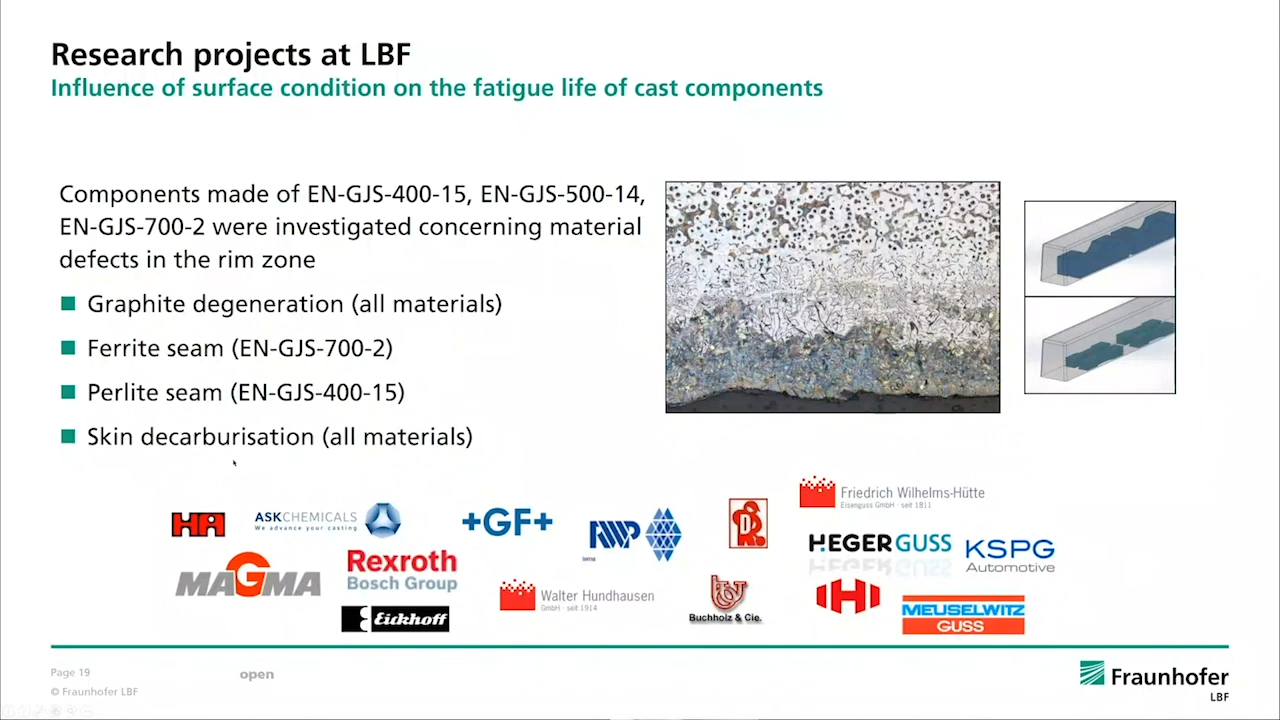 Research projects at LBF
Influence of surface condition on the fatigue life of cast components
Components made of EN-GJS-400-15, EN-GJS-500-14,
EN-GJS-700-2 were investigated concerning material
defects in the rim zone
Graphite degeneration (all materials)
Ferrite seam (EN-GJS-700-2)
Perlite seam (EN-GJS-400-15)
Skin decarburisation (all materials)
Friedrich Wilhelms-Hütte
Eisenguss GmbH · seit 1811
HA
ASKCHEMICALS
We advance your casting
+GF+
HEGERGUSS
KSPG
Automotive
MAGMA
Rexroth
Bosch Group
Walter Hundhausen
GmbH · seit 1914
Buchholz & Cie.
Eickhoff
MEUSELWITZ
GUSS
Page 19
open
© Fraunhofer LBF
Fraunhofer
LBF